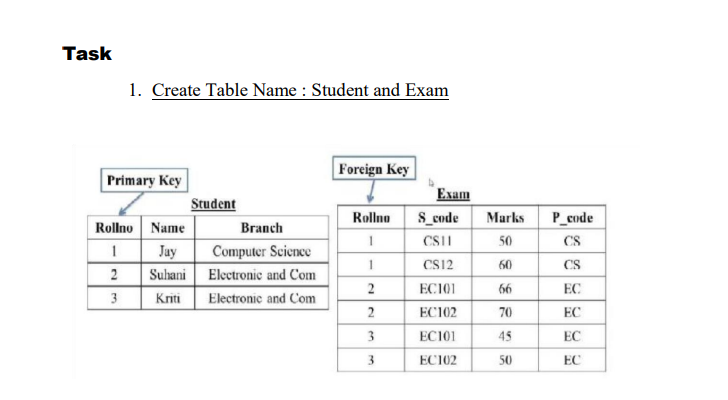 Task
1. Create Table Name : Student and Exam
Primary Key
Foreign Key
Student
Rollno Name Branch
1 Jay Computer Science
2 Suhani Electronic and Com
3 Kriti Electronic and Com
Exam
Rollno S_code Marks P_code
1 CS11 50 CS
1 CS12 60 CS
2 EC101 66 EC
2 EC102 70 EC
3 EC101 45 EC
3 EC102 50 EC